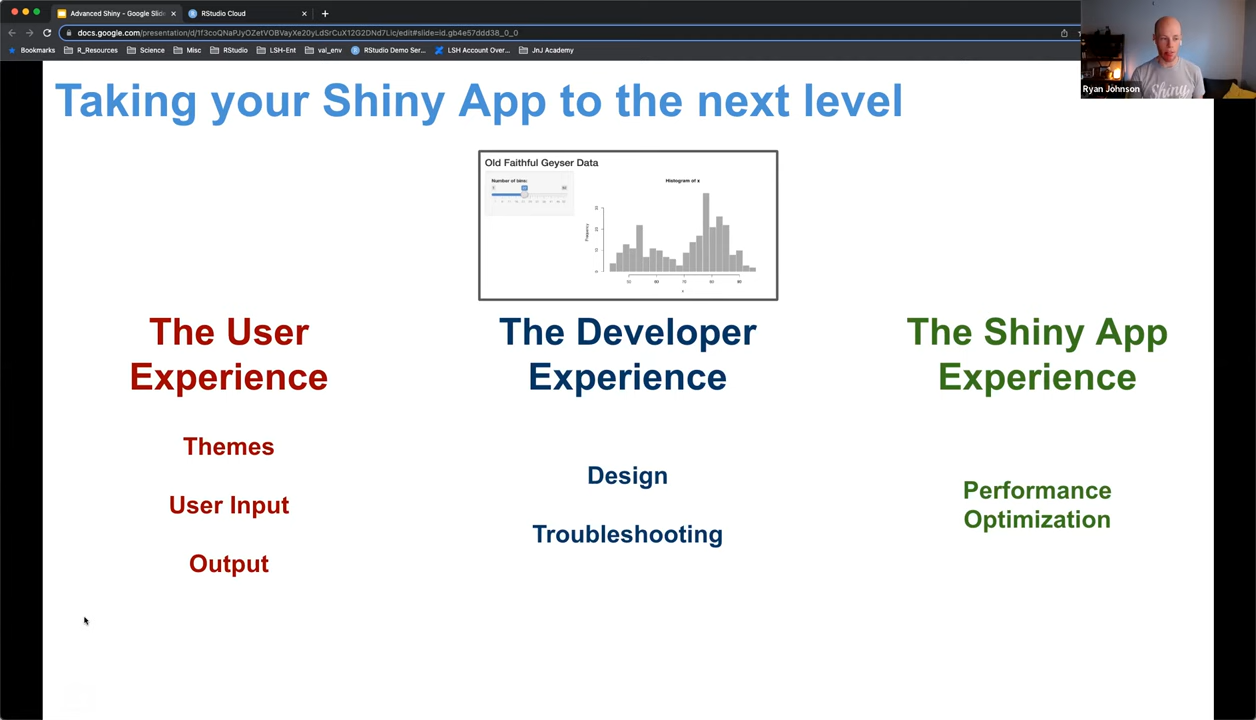 Advanced Shiny - Google Slid
RStudio Cloud
docs.google.com/presentation/d/1f3coQNaPJyOZetVOBVayXe20yLdSrCuX12G2DNd7Lic/edit#slide=id.gb4e57ddd38_0_0
Bookmarks R_Resources Science Misc RStudio LSH-Ent val_env RStudio Demo Ser... LSH Account Over... JnJ Academy
Ryan Johnson
Shiny
Taking your Shiny App to the next level
Old Faithful Geyser Data
Number of bins:
Histogram of x
Frequency
The User
Experience
Themes
User Input
Output
The Developer
Experience
Design
Troubleshooting
The Shiny App
Experience
Performance
Optimization